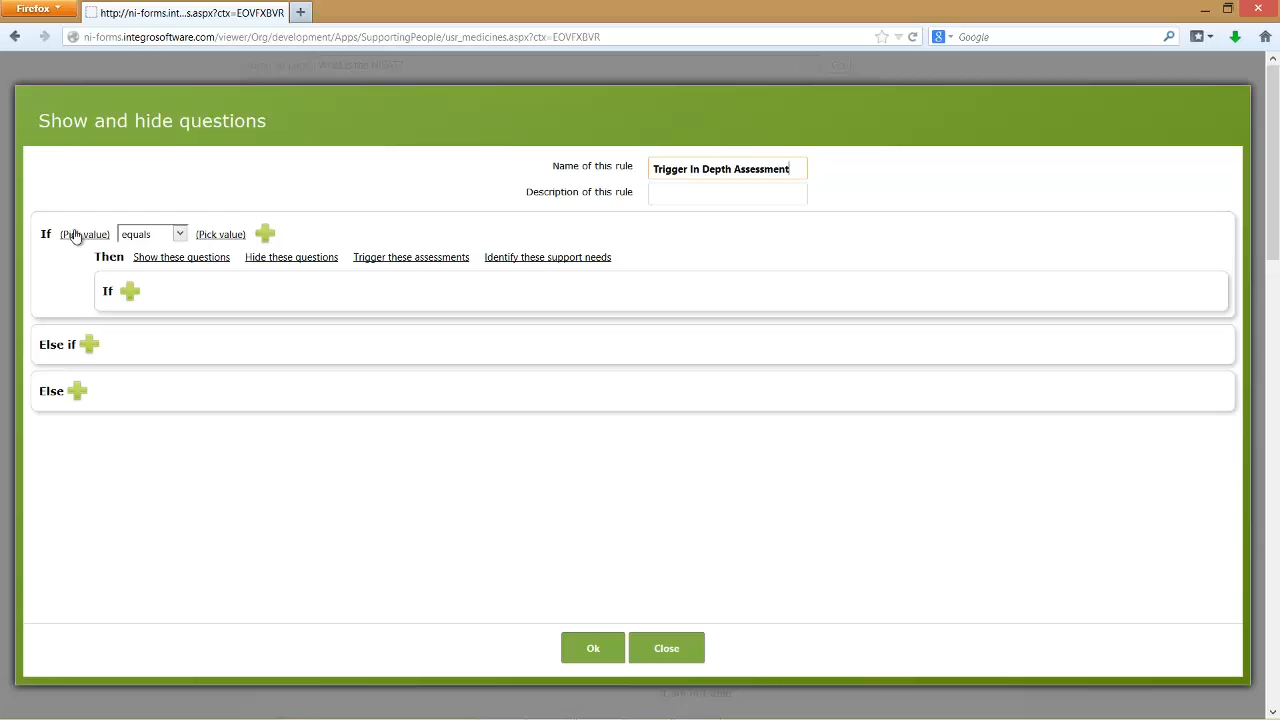 Firefox
http://ni-forms.int...s.aspx?ctx=EOVFXBVR
ni-forms.integrosoftware.com/viewer/Org/development/Apps/SupportingPeople/usr_medicines.aspx?ctx=EOVFXBVR
Google
Show and hide questions
Name of this rule Trigger In Depth Assessment
Description of this rule
If (Pick value) equals (Pick value)
Then Show these questions Hide these questions Trigger these assessments Identify these support needs
If
Else if
Else
Ok Close